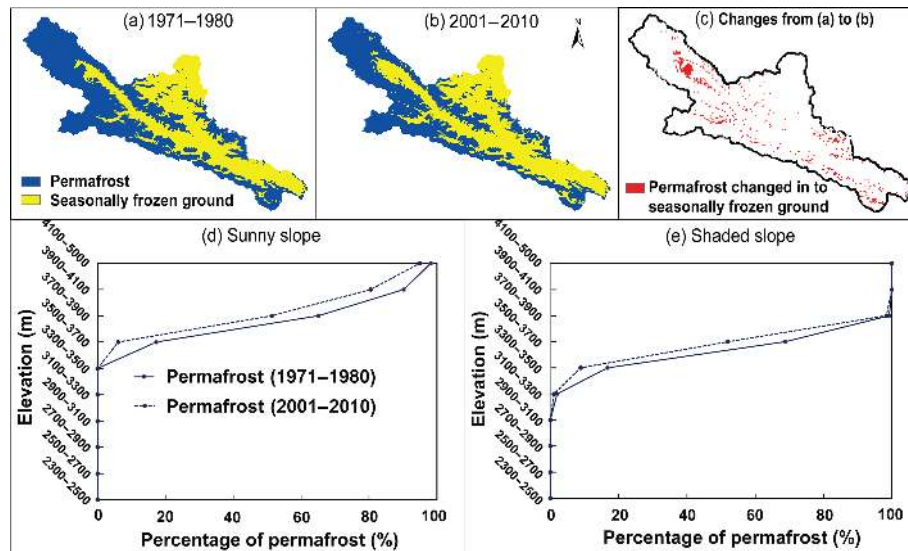 (a) 1971–1980
(b) 2001–2010
N
(c) Changes from (a) to (b)
Permafrost
Seasonally frozen ground
Permafrost changed in to
seasonally frozen ground
(d) Sunny slope
Elevation (m)
4100–5000
3900–4100
3700–3900
3500–3700
3300–3500
3100–3300
2900–3100
2700–2900
2500–2700
2300–2500
Permafrost (1971–1980)
Permafrost (2001–2010)
0 20 40 60 80 100
Percentage of permafrost (%)
(e) Shaded slope
Elevation (m)
4100–5000
3900–4100
3700–3900
3500–3700
3300–3500
3100–3300
2900–3100
2700–2900
2500–2700
2300–2500
0 20 40 60 80 100
Percentage of permafrost (%)